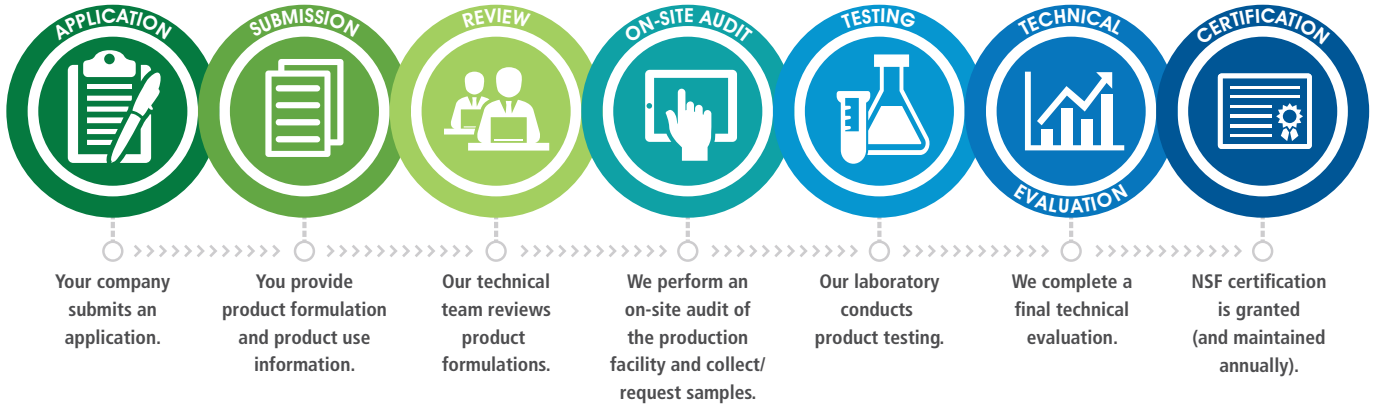 APPLICATION
SUBMISSION
REVIEW
ON-SITE AUDIT
TESTING
TECHNICAL
EVALUATION
CERTIFICATION
Your company
submits an
application.
You provide
product formulation
and product use
information.
Our technical
team reviews
product
formulations.
We perform an
on-site audit of
the production
facility and collect/
request samples.
Our laboratory
conducts
product testing.
We complete a
final technical
evaluation.
NSF certification
is granted
(and maintained
annually).